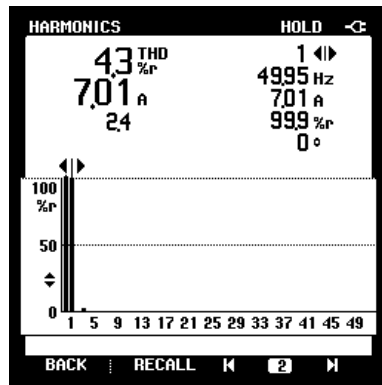 HARMONICS HOLD
4,3 THD %r
1
49,95 Hz
7,01 A
7,01 A
2,4
99,9 %r
0 °
100
%r
50
0
1 5 9 13 17 21 25 29 33 37 41 45 49
BACK RECALL 2